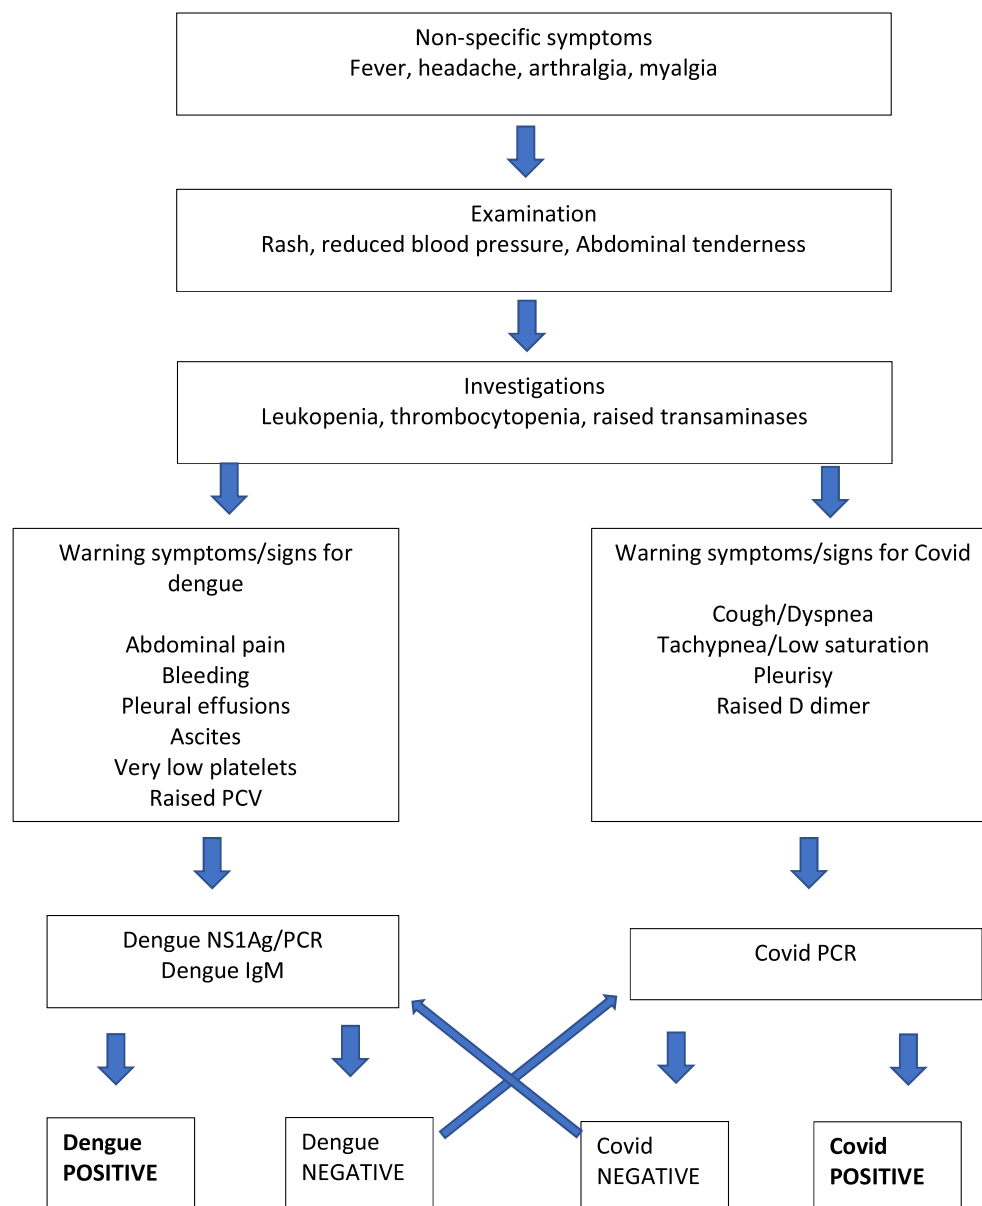 Non-specific symptoms
Fever, headache, arthralgia, myalgia
Examination
Rash, reduced blood pressure, Abdominal tenderness
Investigations
Leukopenia, thrombocytopenia, raised transaminases
Warning symptoms/signs for
dengue
Abdominal pain
Bleeding
Pleural effusions
Ascites
Very low platelets
Raised PCV
Warning symptoms/signs for Covid
Cough/Dyspnea
Tachypnea/Low saturation
Pleurisy
Raised D dimer
Dengue NS1Ag/PCR
Dengue IgM
Covid PCR
Dengue
POSITIVE
Dengue
NEGATIVE
Covid
NEGATIVE
Covid
POSITIVE